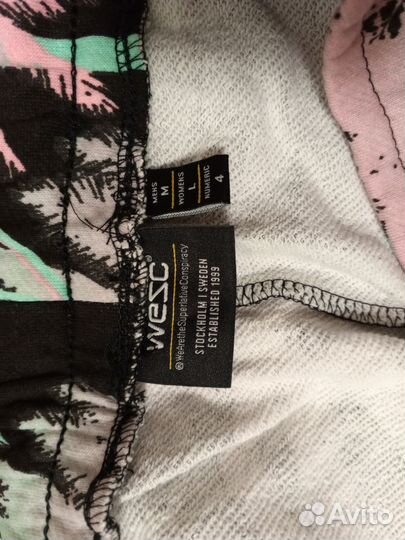 MENS
M
WOMENS
L
NUMERIC
4
wesc®
@WeAretheSuperlativeConspiracy
STOCKHOLM | SWEDEN
ESTABLISHED 1999
Avito